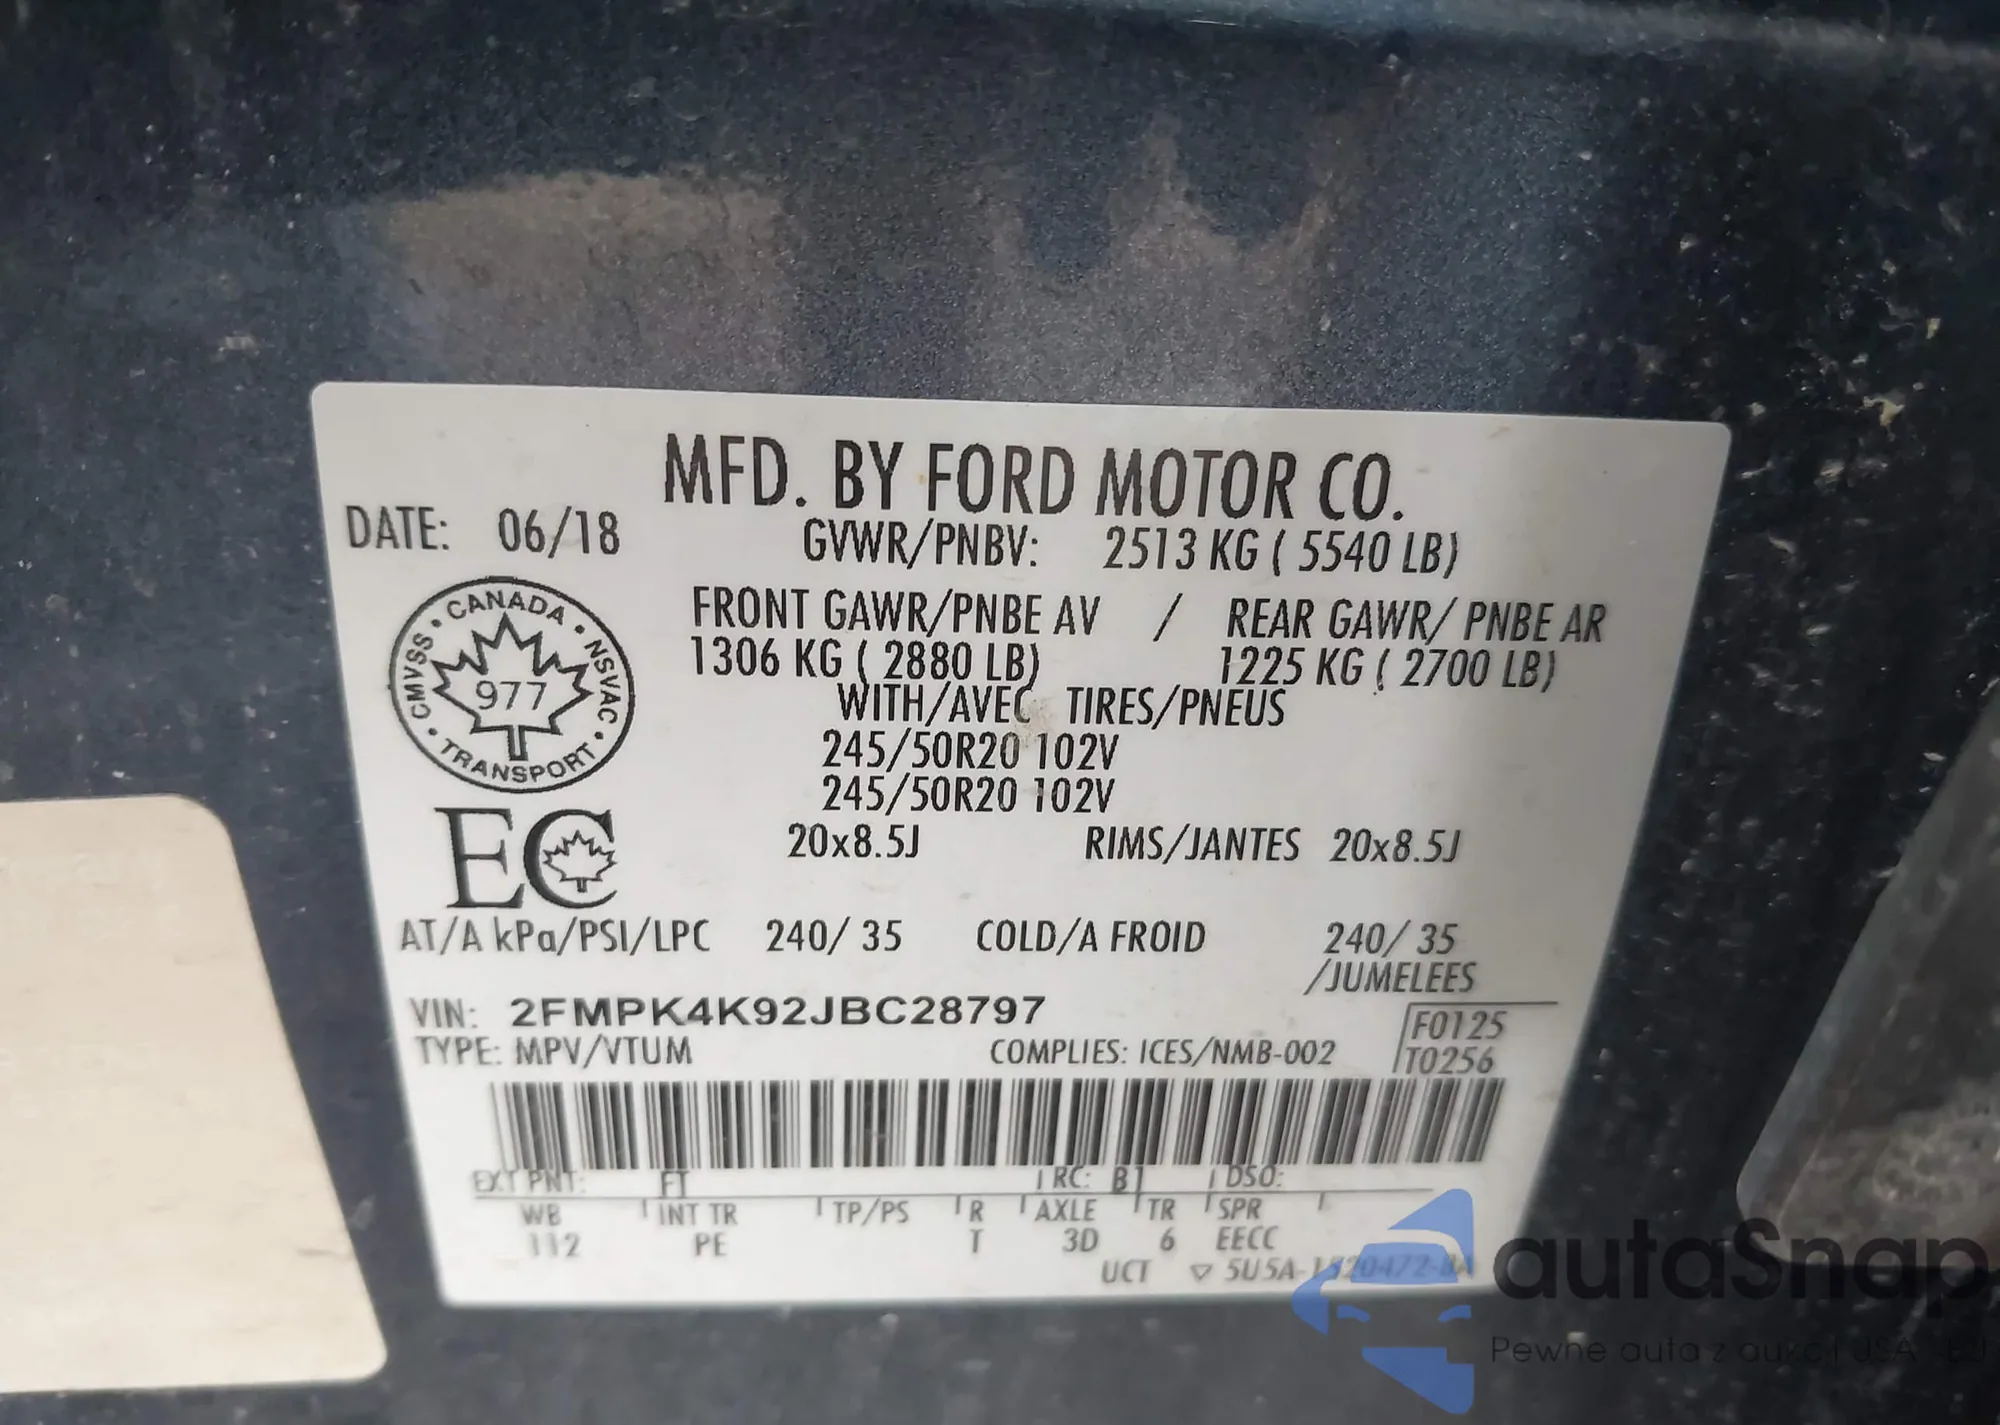 MFD. BY FORD MOTOR CO.
DATE: 06/18
GVWR/PNBV: 2513 KG ( 5540 LB)
FRONT GAWR/PNBE AV / REAR GAWR/ PNBE AR
1306 KG ( 2880 LB) 1225 KG ( 2700 LB)
WITH/AVEC TIRES/PNEUS
245/50R20 102V
245/50R20 102V
CMVSS • CANADA • NSVAC • TRANSPORT •
977
EC
20x8.5J RIMS/JANTES 20x8.5J
AT/A kPa/PSI/LPC 240/ 35 COLD/A FROID 240/ 35
/JUMELEES
VIN: 2FMPK4K92JBC28797
F0125
TYPE: MPV/VTUM COMPLIES: ICES/NMB-002 T0256
EXT PNT: FT RC: B DSO:
WB INT TR TP/PS R AXLE TR SPR
112 PE T 3D 6 EECC
UCT ▽
autaSnap
Pewne auta z aukcji USA